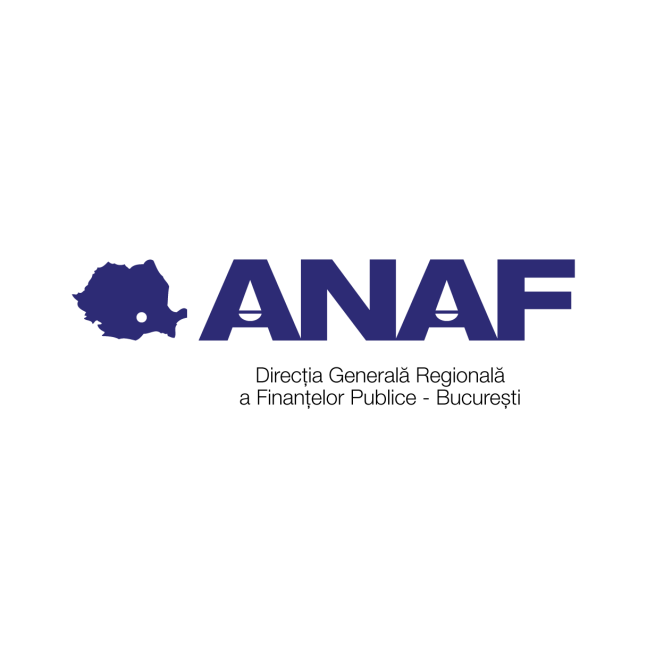 ANAF
Direcția Generală Regională
a Finanțelor Publice - București